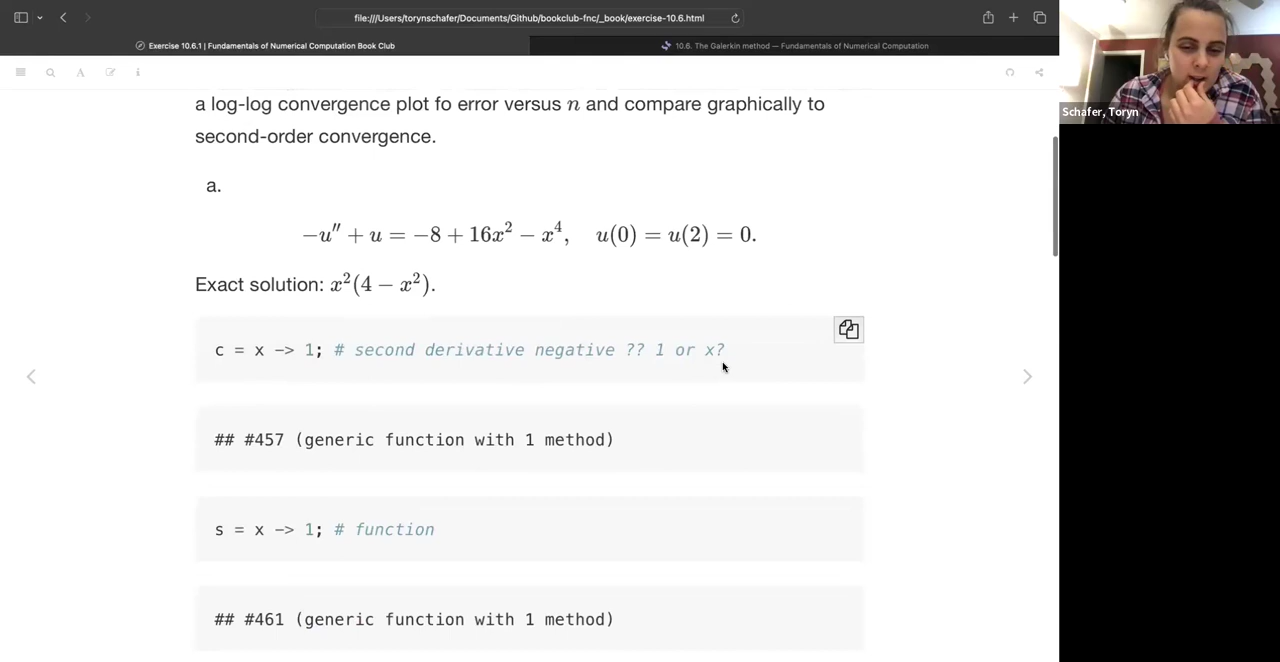 file:///Users/torynschafer/Documents/Github/bookclub-fnc/_book/exercise-10.6.html
Exercise 10.6.1 | Fundamentals of Numerical Computation Book Club
10.6. The Galerkin method — Fundamentals of Numerical Computation
Schafer, Toryn
a log-log convergence plot fo error versus n and compare graphically to
second-order convergence.
a.
−u″ + u = −8 + 16x² − x⁴, u(0) = u(2) = 0.
Exact solution: x²(4 − x²).
c = x -> 1; # second derivative negative ?? 1 or x?
## #457 (generic function with 1 method)
s = x -> 1; # function
## #461 (generic function with 1 method)